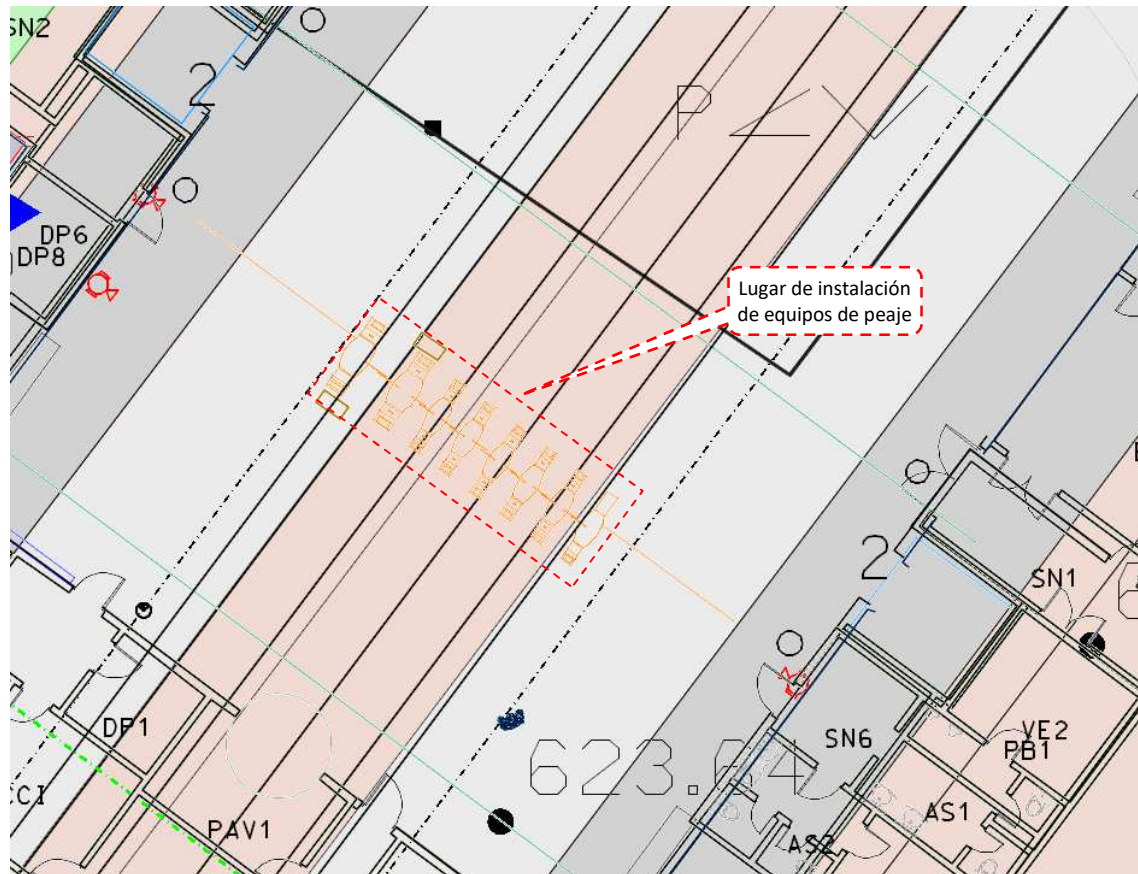 SN2
2
P
DP6
DP8
Lugar de instalación
de equipos de peaje
2
SN1
6
DP1
SN6
VE2
PB1
623.64
CCI
PAV1
AS1
AS2